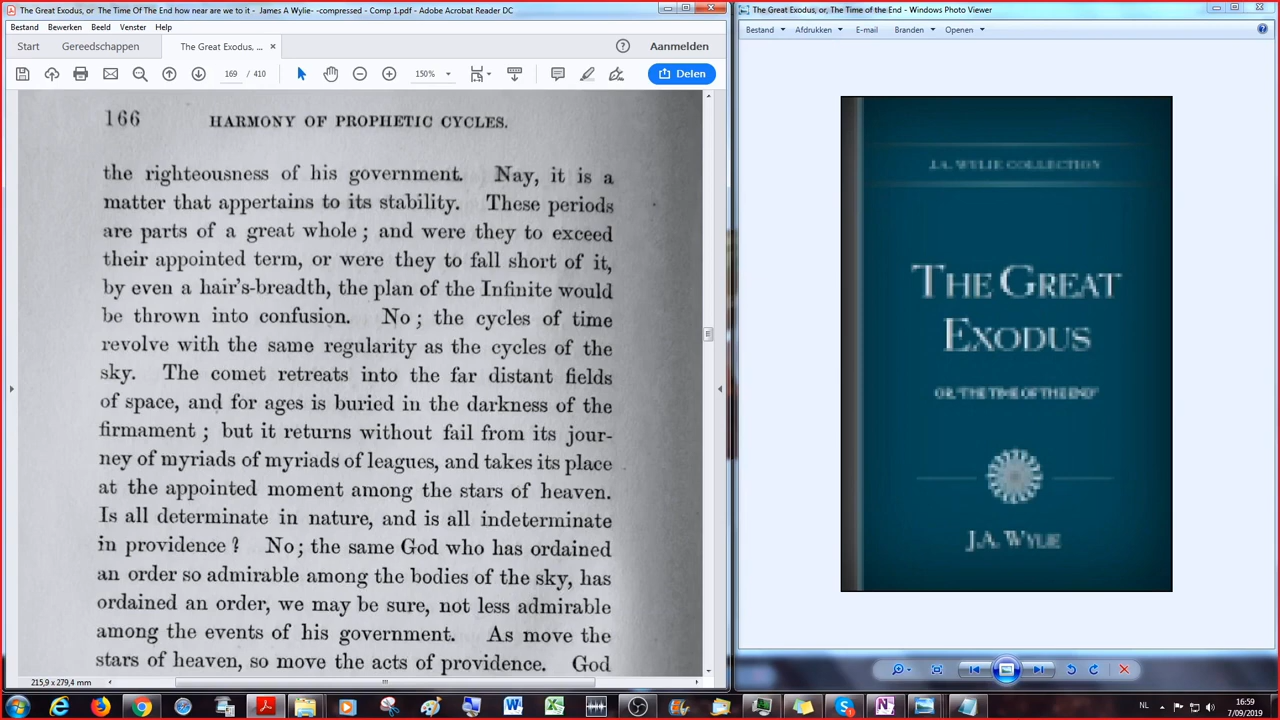 The Great Exodus, or The Time Of The End how near are we to it - James A Wylie- -compressed - Comp 1.pdf - Adobe Acrobat Reader DC
Bestand Bewerken Beeld Venster Help
Start Gereedschappen The Great Exodus, ... × Aanmelden
169 / 410 150% Delen
166 HARMONY OF PROPHETIC CYCLES.
the righteousness of his government. Nay, it is a
matter that appertains to its stability. These periods
are parts of a great whole ; and were they to exceed
their appointed term, or were they to fall short of it,
by even a hair's-breadth, the plan of the Infinite would
be thrown into confusion. No ; the cycles of time
revolve with the same regularity as the cycles of the
sky. The comet retreats into the far distant fields
of space, and for ages is buried in the darkness of the
firmament ; but it returns without fail from its jour-
ney of myriads of myriads of leagues, and takes its place
at the appointed moment among the stars of heaven.
Is all determinate in nature, and is all indeterminate
in providence ? No ; the same God who has ordained
an order so admirable among the bodies of the sky, has
ordained an order, we may be sure, not less admirable
among the events of his government. As move the
stars of heaven, so move the acts of providence. God
215,9 x 279,4 mm
The Great Exodus, or, The Time of the End - Windows Photo Viewer
Bestand Afdrukken E-mail Branden Openen
J.A. WYLIE COLLECTION
THE GREAT
EXODUS
OR, "THE TIME OF THE END"
J.A. WYLIE
NL 16:59
7/09/2019